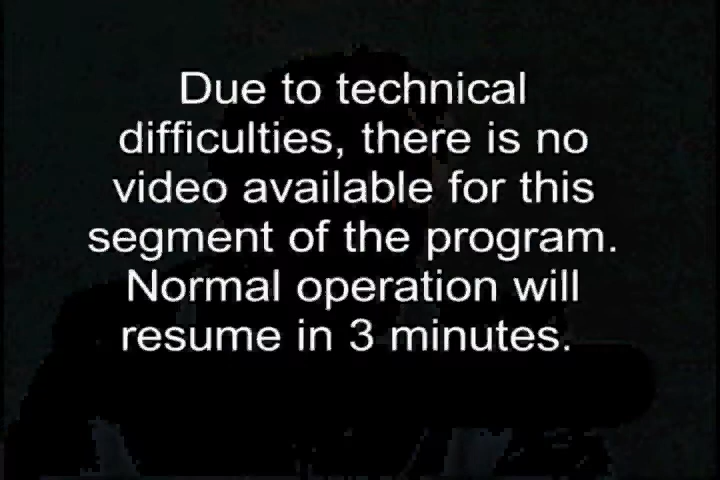 Due to technical
difficulties, there is no
video available for this
segment of the program.
Normal operation will
resume in 3 minutes.